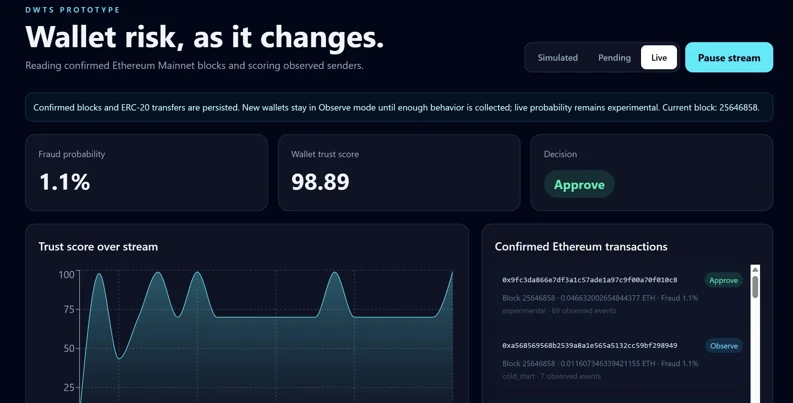 DWTS PROTOTYPE
Wallet risk, as it changes.
Reading confirmed Ethereum Mainnet blocks and scoring observed senders.
Simulated
Pending
Live
Pause stream
Confirmed blocks and ERC-20 transfers are persisted. New wallets stay in Observe mode until enough behavior is collected; live probability remains experimental. Current block: 25646858.
Fraud probability
1.1%
Wallet trust score
98.89
Decision
Approve
Trust score over stream
100
75
50
25
Confirmed Ethereum transactions
0x9fc3da866e7df3a1c57ade1a97c9f00a70f010c8
Approve
Block 25646858 · 0.046632002654844377 ETH · Fraud 1.1%
experimental · 69 observed events
0xa568569568b2539a8a1e565a5132cc59bf298949
Observe
Block 25646858 · 0.011607346339421155 ETH · Fraud 1.1%
cold_start · 7 observed events